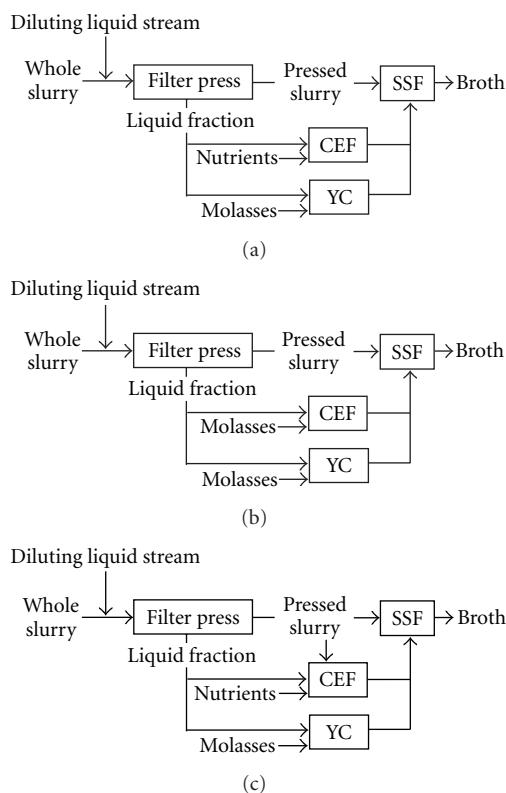 Diluting liquid stream
Whole
slurry
Filter press
Pressed
slurry
SSF
Broth
Liquid fraction
CEF
Nutrients
YC
Molasses
(a)
Diluting liquid stream
Whole
slurry
Filter press
Pressed
slurry
SSF
Broth
Liquid fraction
CEF
Molasses
YC
Molasses
(b)
Diluting liquid stream
Whole
slurry
Filter press
Pressed
slurry
SSF
Broth
Liquid fraction
CEF
Nutrients
YC
Molasses
(c)